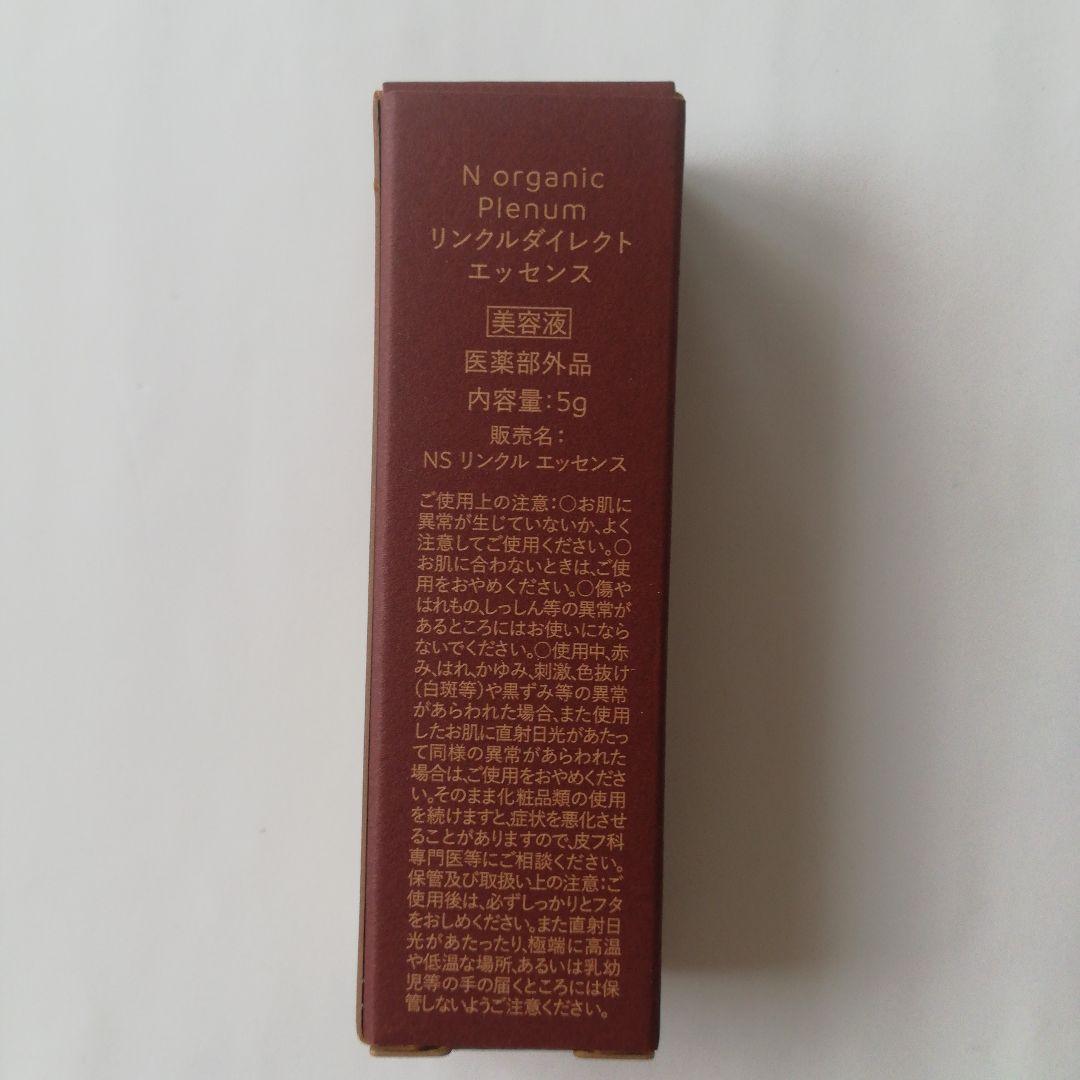 N organic
Plenum
リンクルダイレクト
エッセンス
美容液
医薬部外品
内容量:5g
販売名:
NS リンクル エッセンス
ご使用上の注意:○お肌に
異常が生じていないか、よく
注意してご使用ください。○
お肌に合わないときは、ご使
用をおやめください。○傷や
はれもの、しっしん等の異常が
あるところにはお使いになら
ないでください。○使用中、赤
み、はれ、かゆみ、刺激、色抜け
(白斑等)や黒ずみ等の異常
があらわれた場合、また使用
したお肌に直射日光があたっ
て同様の異常があらわれた
場合は、ご使用をおやめくださ
い。そのまま化粧品類の使用
を続けますと、症状を悪化させ
ることがありますので、皮フ科
専門医等にご相談ください。
保管及び取扱い上の注意:ご
使用後は、必ずしっかりとフタ
をおしめください。また直射日
光があたったり、極端に高温
や低温な場所、あるいは乳幼
児等の手の届くところには保
管しないようご注意ください。